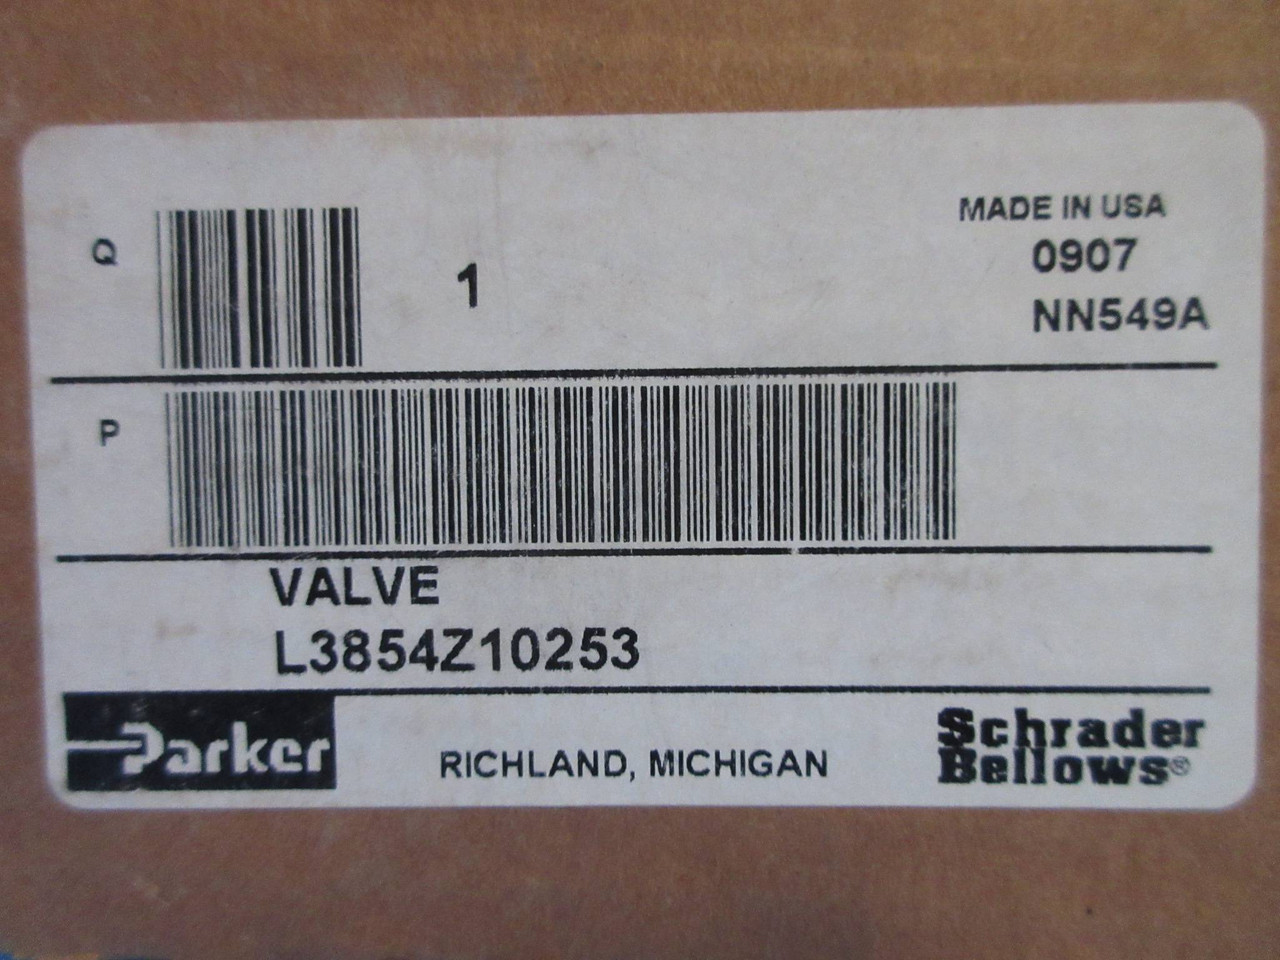 MADE IN USA
Q
1
0907
NN549A
P
VALVE
L3854Z10253
Parker
RICHLAND, MICHIGAN
Schrader
Bellows®